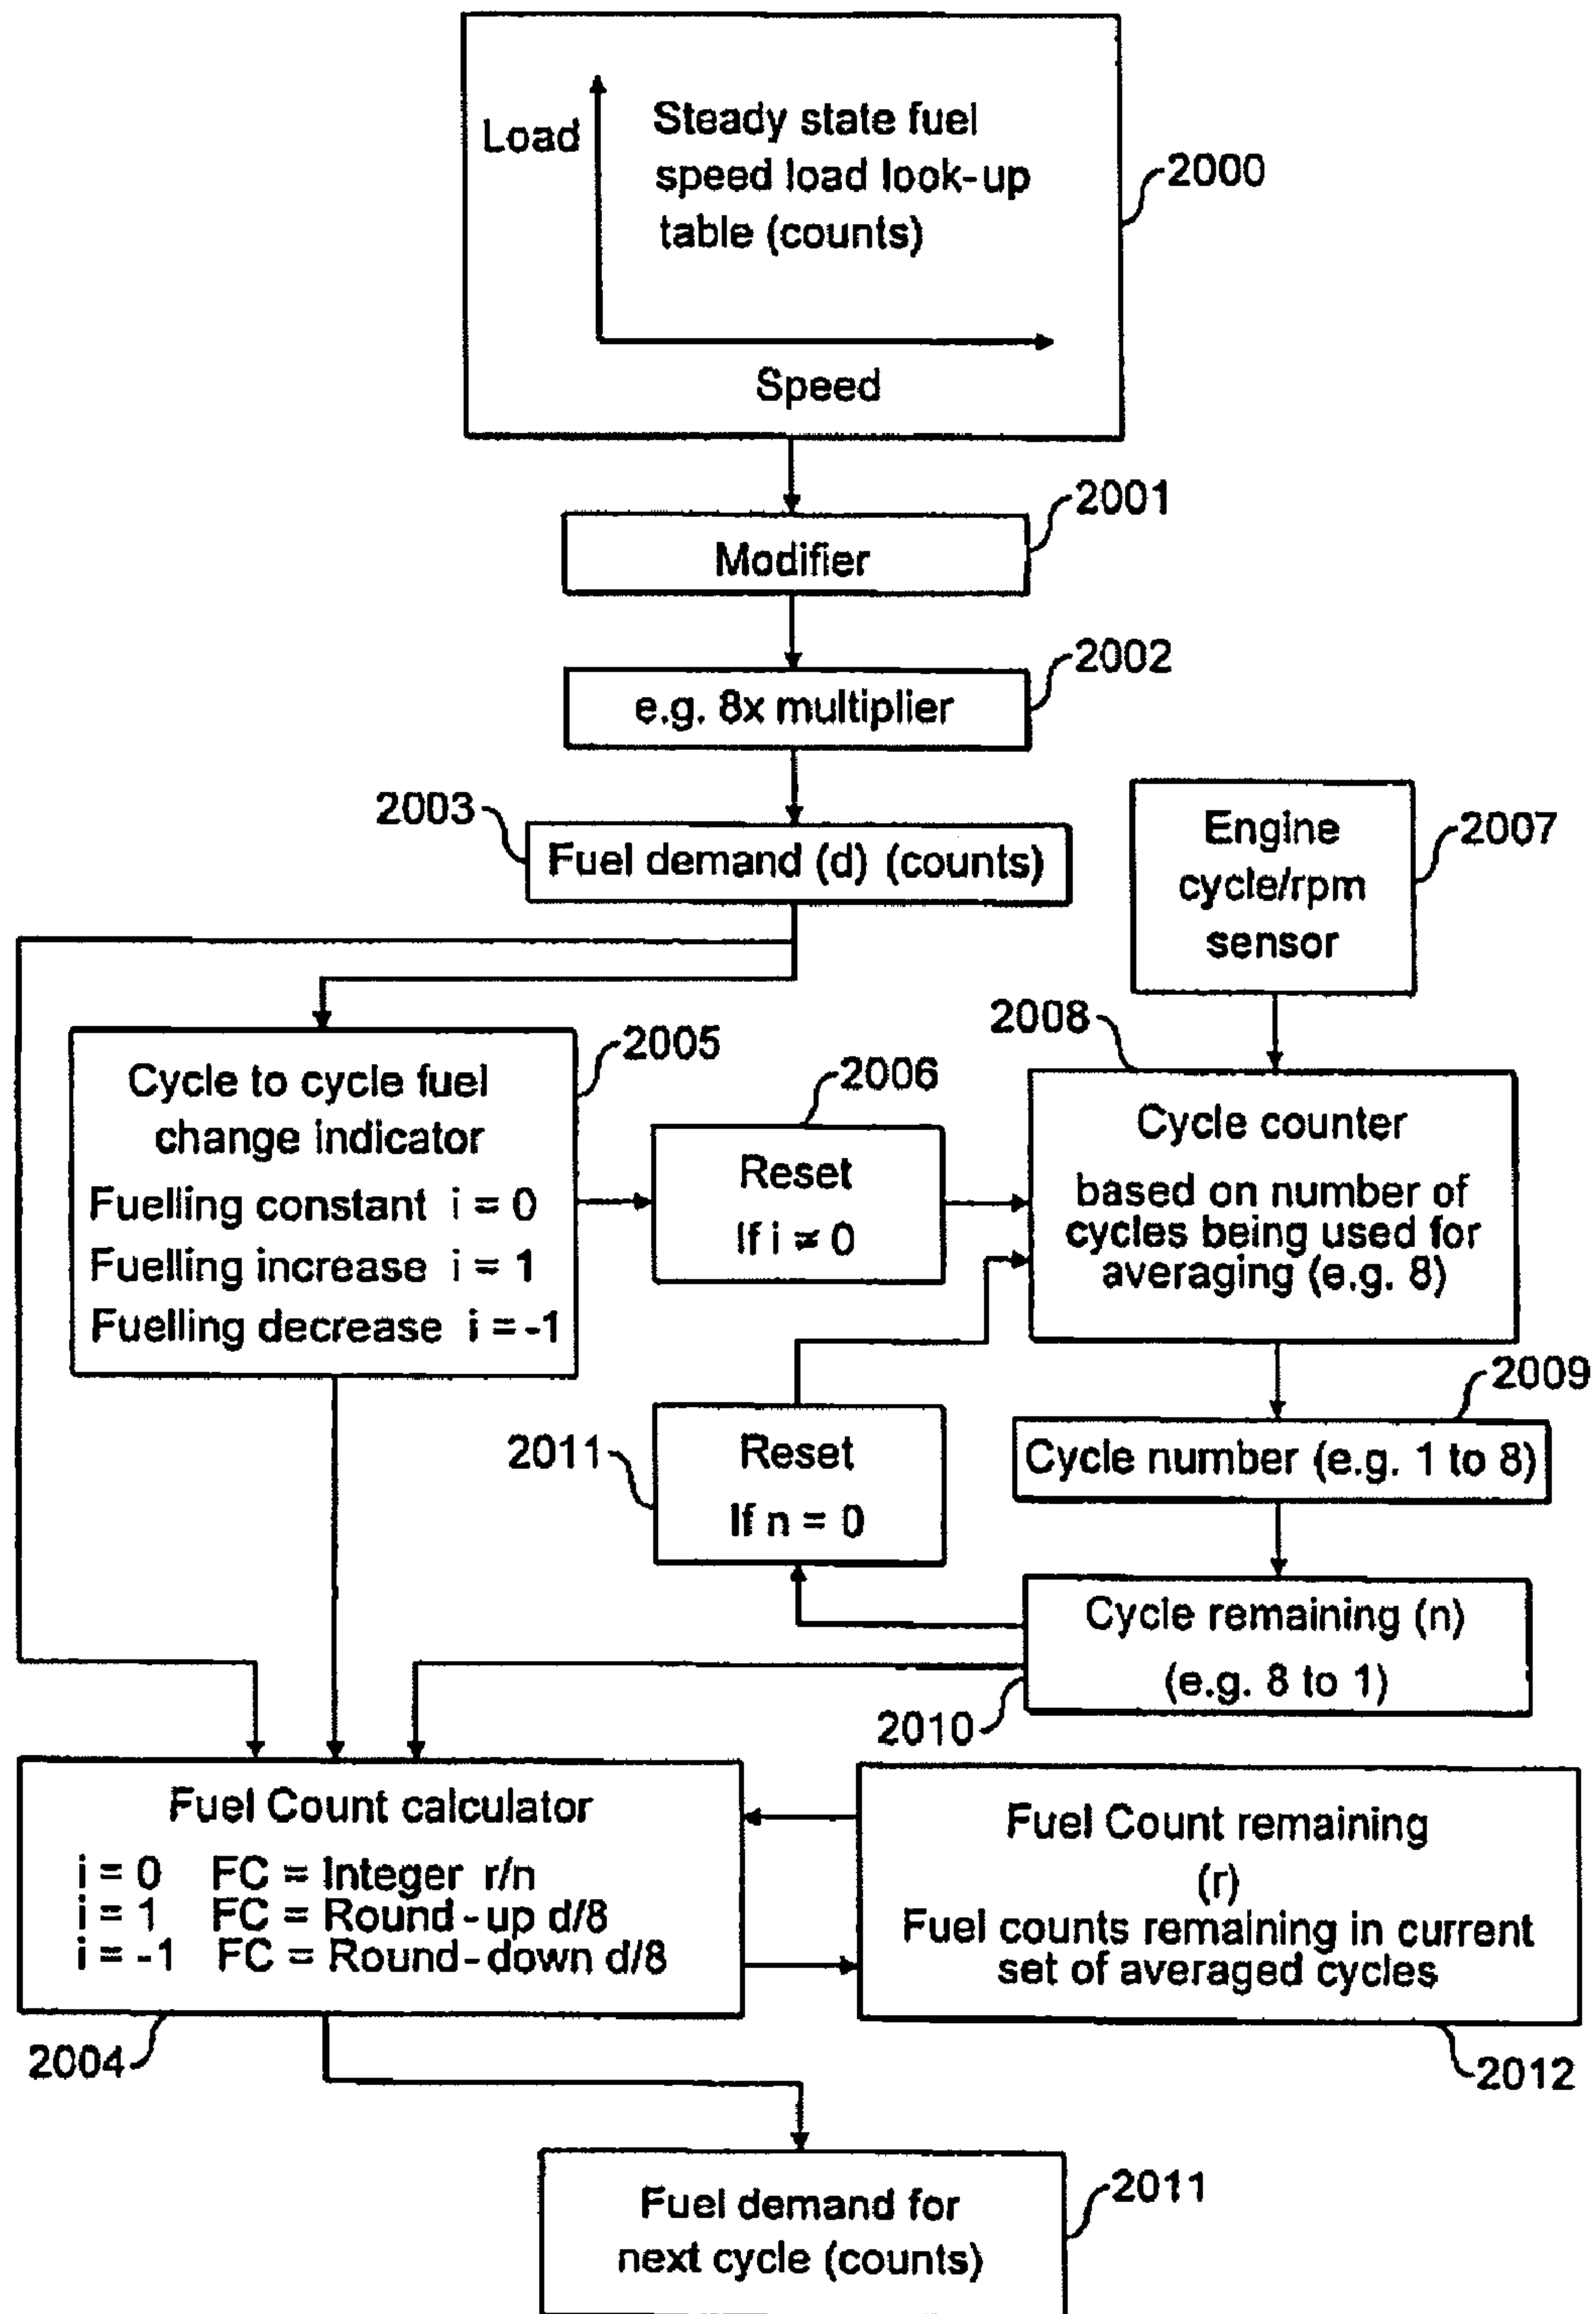 Load
Steady state fuel
speed load look-up
table (counts)
Speed
2000
2001
Modifier
2002
e.g. 8x multiplier
2003
Fuel demand (d) (counts)
Engine
cycle/rpm
sensor
2007
2005
Cycle to cycle fuel
change indicator
Fuelling constant i = 0
Fuelling increase i = 1
Fuelling decrease i = -1
2006
Reset
If i ≠ 0
2008
Cycle counter
based on number of
cycles being used for
averaging (e.g. 8)
2009
Cycle number (e.g. 1 to 8)
2011
Reset
If n = 0
Cycle remaining (n)
(e.g. 8 to 1)
2010
Fuel Count calculator
i = 0 FC = Integer r/n
i = 1 FC = Round-up d/8
i = -1 FC = Round-down d/8
2004
Fuel Count remaining
(r)
Fuel counts remaining in current
set of averaged cycles
2012
2011
Fuel demand for
next cycle (counts)